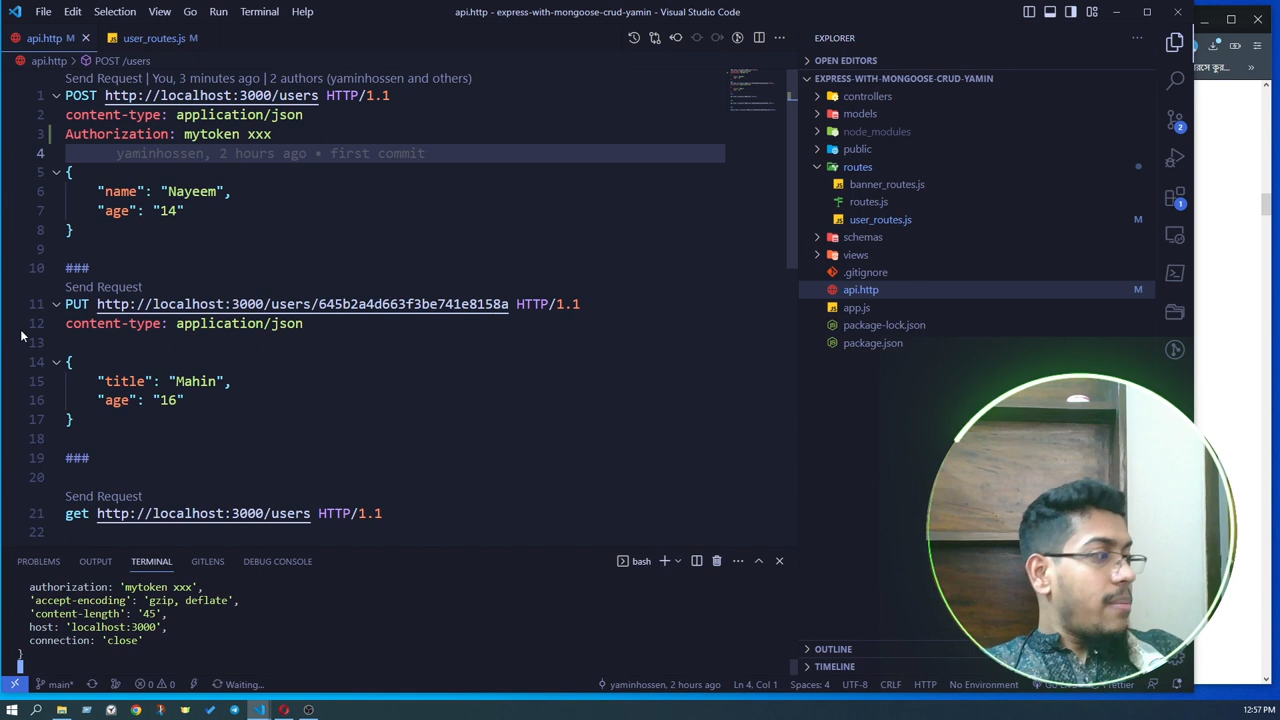 File Edit Selection View Go Run Terminal Help
api.http - express-with-mongoose-crud-yamin - Visual Studio Code
api.http M
user_routes.js M
api.http > POST /users
Send Request | You, 3 minutes ago | 2 authors (yaminhossen and others)
1 POST http://localhost:3000/users HTTP/1.1
2 content-type: application/json
3 Authorization: mytoken xxx
4 yaminhossen, 2 hours ago • first commit
5 {
6 "name": "Nayeem",
7 "age": "14"
8 }
9
10 ###
Send Request
11 PUT http://localhost:3000/users/645b2a4d663f3be741e8158a HTTP/1.1
12 content-type: application/json
13
14 {
15 "title": "Mahin",
16 "age": "16"
17 }
18
19 ###
20
Send Request
21 get http://localhost:3000/users HTTP/1.1
22
PROBLEMS OUTPUT TERMINAL GITLENS DEBUG CONSOLE
bash
authorization: 'mytoken xxx',
'accept-encoding': 'gzip, deflate',
'content-length': '45',
host: 'localhost:3000',
connection: 'close'
}
EXPLORER
OPEN EDITORS
EXPRESS-WITH-MONGOOSE-CRUD-YAMIN
controllers
models
node_modules
public
routes
banner_routes.js
routes.js
user_routes.js M
schemas
views
.gitignore
api.http M
app.js
package-lock.json
package.json
OUTLINE
TIMELINE
2
1
main*
0 0
Waiting...
yaminhossen, 2 hours ago
Ln 4, Col 1
Spaces: 4
UTF-8
CRLF
HTTP
No Environment
Prettier
12:57 PM